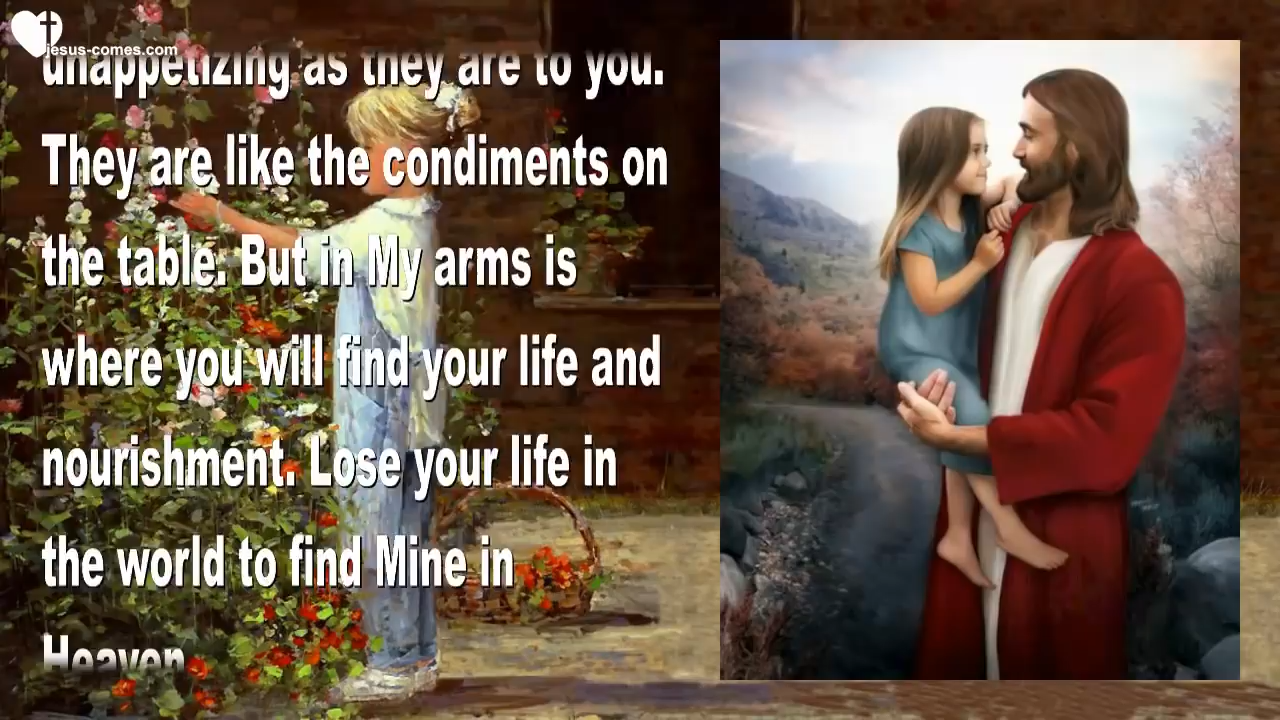 jesus-comes.com
unappetizing as they are to you.
They are like the condiments on
the table. But in My arms is
where you will find your life and
nourishment. Lose your life in
the world to find Mine in
Heaven